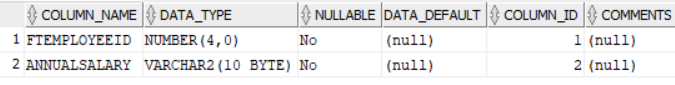 COLUMN_NAME DATA_TYPE NULLABLE DATA_DEFAULT COLUMN_ID COMMENTS
1 FTEMPLOYEEID NUMBER(4,0) No (null) 1 (null)
2 ANNUALSALARY VARCHAR2(10 BYTE) No (null) 2 (null)